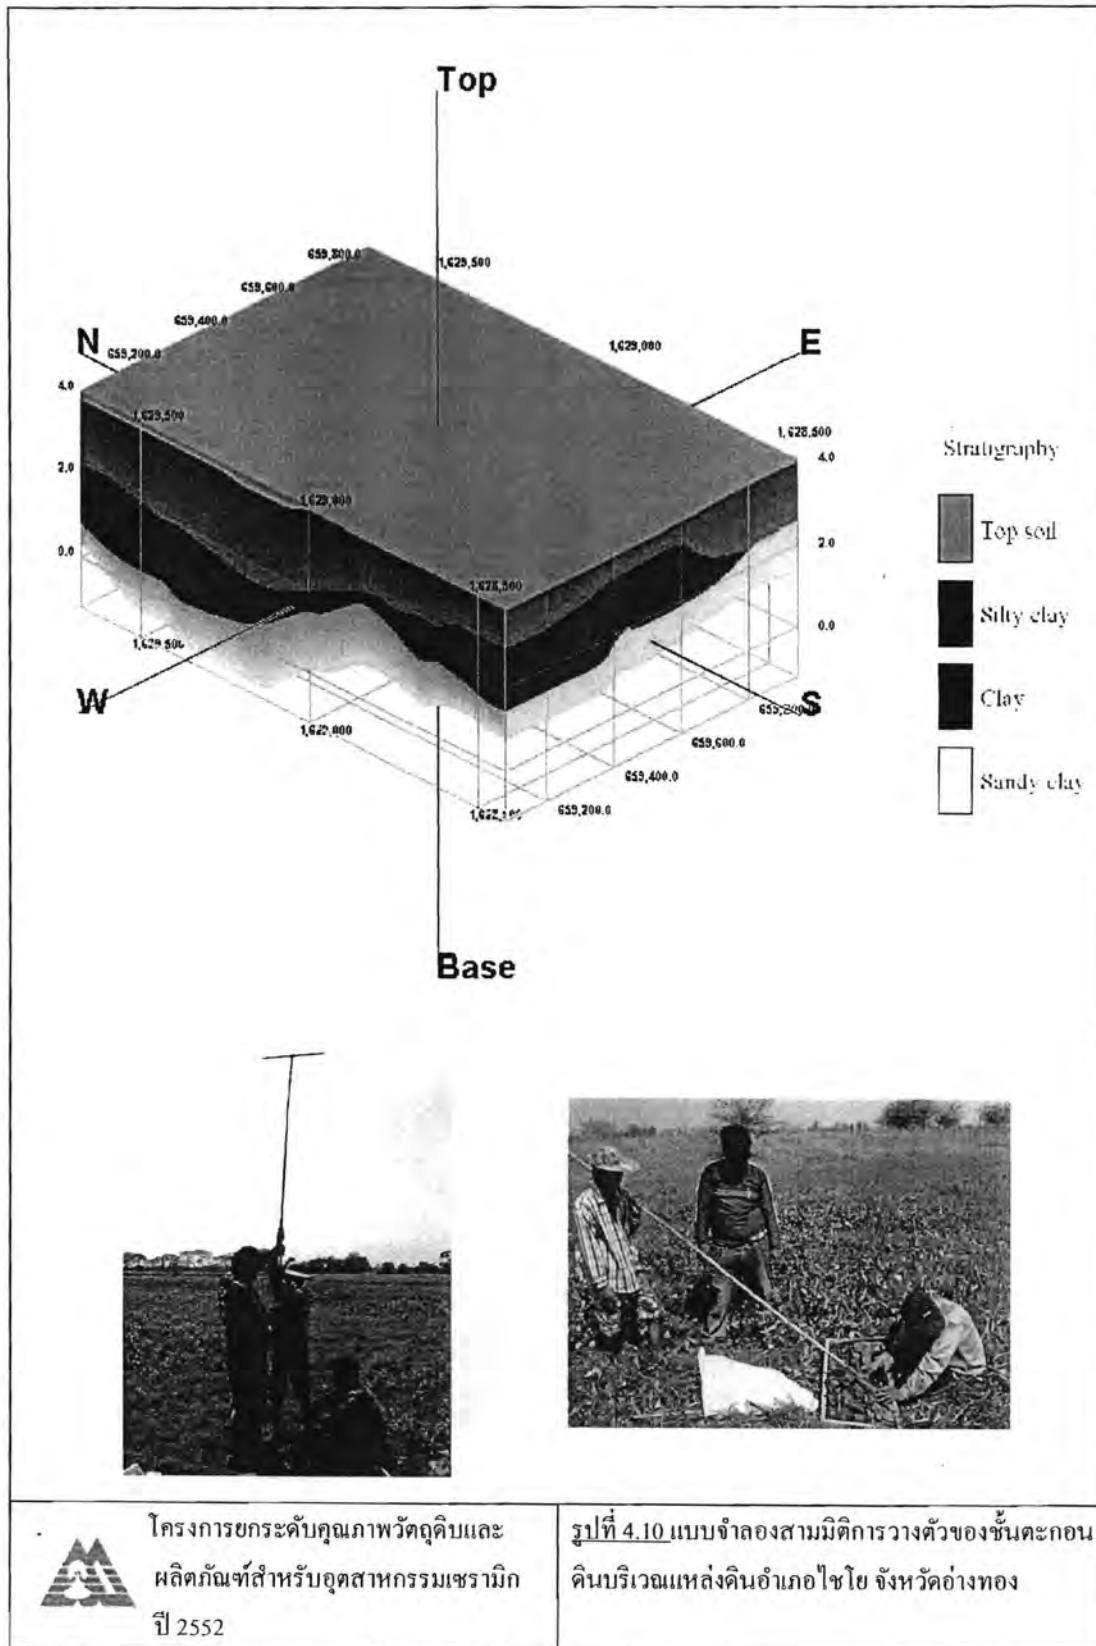 Top
659,800.0
1,629,500
659,600.0
659,400.0
N
659,200.0
1,629,000
E
4.0
1,629,500
1,628,500
4.0
Stratigraphy
2.0
1,629,000
Top soil
2.0
0.0
1,628,500
Silty clay
0.0
1,629,500
W
Clay
S
1,629,000
659,600.0
659,400.0
Sandy clay
1,628,500
659,200.0
Base
โครงการยกระดับคุณภาพวัตถุดิบและ
ผลิตภัณฑ์สำหรับอุตสาหกรรมเซรามิก
ปี 2552
รูปที่ 4.10 แบบจำลองสามมิติการวางตัวของชั้นตะกอน
ดินบริเวณแหล่งดินอำเภอไชโย จังหวัดอ่างทอง